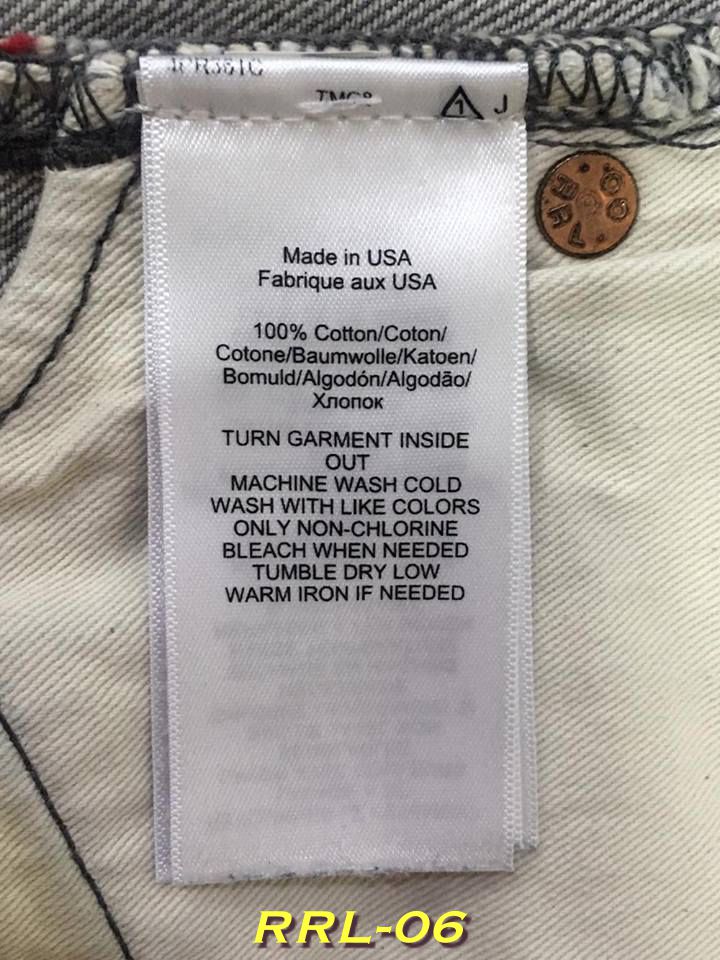 1 J
Made in USA
Fabrique aux USA
100% Cotton/Coton/
Cotone/Baumwolle/Katoen/
Bomuld/Algodón/Algodão/
Хлопок
TURN GARMENT INSIDE
OUT
MACHINE WASH COLD
WASH WITH LIKE COLORS
ONLY NON-CHLORINE
BLEACH WHEN NEEDED
TUMBLE DRY LOW
WARM IRON IF NEEDED
RRL-06